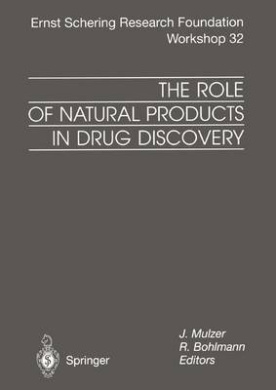 Ernst Schering Research Foundation
Workshop 32
THE ROLE
OF NATURAL PRODUCTS
IN DRUG DISCOVERY
J. Mulzer
R. Bohlmann
Editors
Springer